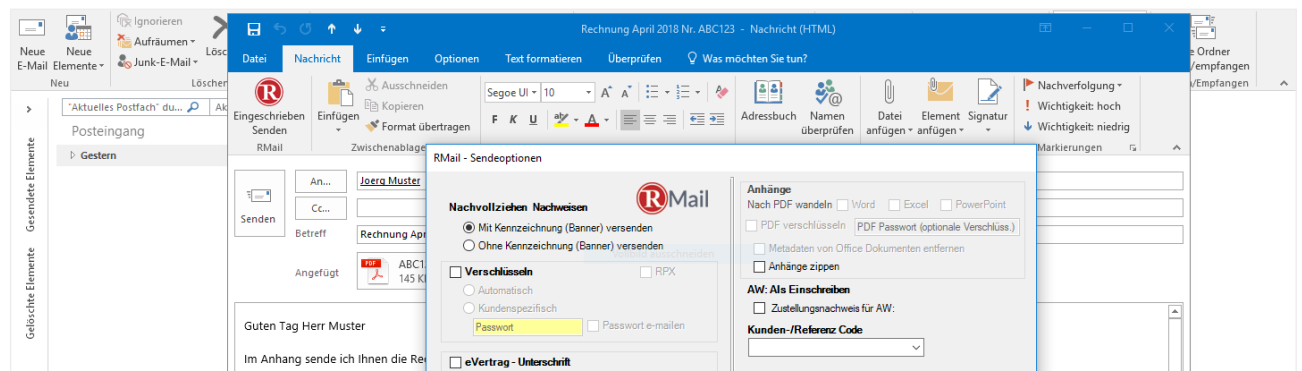 Rechnung April 2018 Nr. ABC123 - Nachricht (HTML)
Datei Nachricht Einfügen Optionen Text formatieren Überprüfen Was möchten Sie tun?
Ignorieren
Aufräumen
Junk-E-Mail
Neue
E-Mail
Neue
Elemente
Neu
Löschen
Ordner
/empfangen
/Empfangen
R
Eingeschrieben
Senden
RMail
Einfügen
Ausschneiden
Kopieren
Format übertragen
Zwischenablage
Segoe UI 10
F K U
Adressbuch
Namen
überprüfen
Datei
anfügen
Element
anfügen
Signatur
Nachverfolgung
Wichtigkeit: hoch
Wichtigkeit: niedrig
Markierungen
"Aktuelles Postfach" du...
Posteingang
Gestern
Gesendete Elemente
Gelöschte Elemente
Senden
An... Joerg Muster
Cc...
Betreff
Angefügt
PDF
145
Guten Tag Herr Muster
Im Anhang sende ich Ihnen die
RMail - Sendeoptionen
RMail
Nachvollziehen Nachweisen
Mit Kennzeichnung (Banner) versenden
Ohne Kennzeichnung (Banner) versenden
Verschlüsseln RPX
Automatisch
Kundenspezifisch
Passwort Passwort e-mailen
eVertrag - Unterschrift
Anhänge
Nach PDF wandeln Word Excel PowerPoint
PDF verschlüsseln PDF Passwort (optionale Verschlüss.)
Metadaten von Office Dokumenten entfernen
Anhänge zippen
AW: Als Einschreiben
Zustellungsnachweis für AW:
Kunden-/Referenz Code